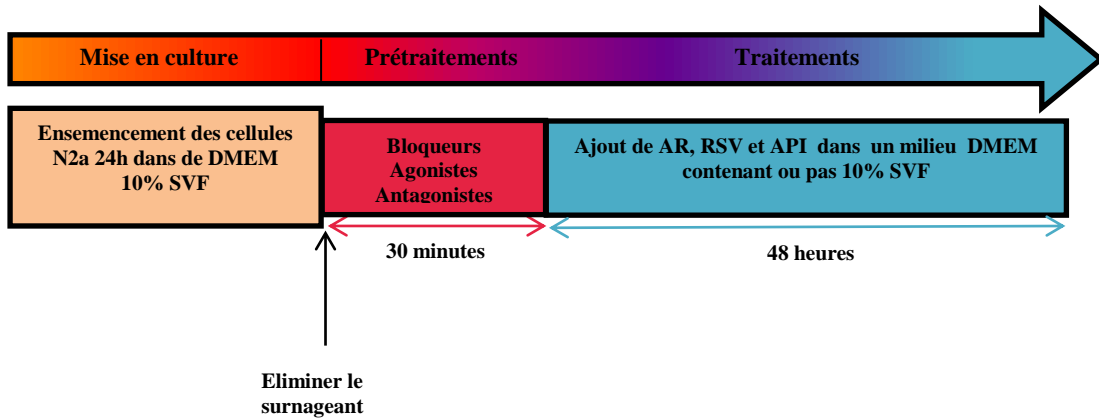 Mise en culture
Prétraitements
Traitements
Ensemencement des cellules
N2a 24h dans de DMEM
10% SVF
Bloqueurs
Agonistes
Antagonistes
Ajout de AR, RSV et API dans un milieu DMEM
contenant ou pas 10% SVF
30 minutes
48 heures
Eliminer le
surnageant